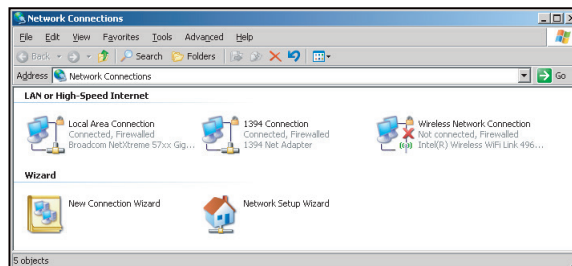 Network Connections
File Edit View Favorites Tools Advanced Help
Back Search Folders
Address Network Connections Go
LAN or High-Speed Internet
Local Area Connection
Connected, Firewalled
Broadcom NetXtreme 57xx Gig...
1394 Connection
Connected, Firewalled
1394 Net Adapter
Wireless Network Connection
Not connected, Firewalled
Intel(R) Wireless WiFi Link 496...
Wizard
New Connection Wizard
Network Setup Wizard
5 objects